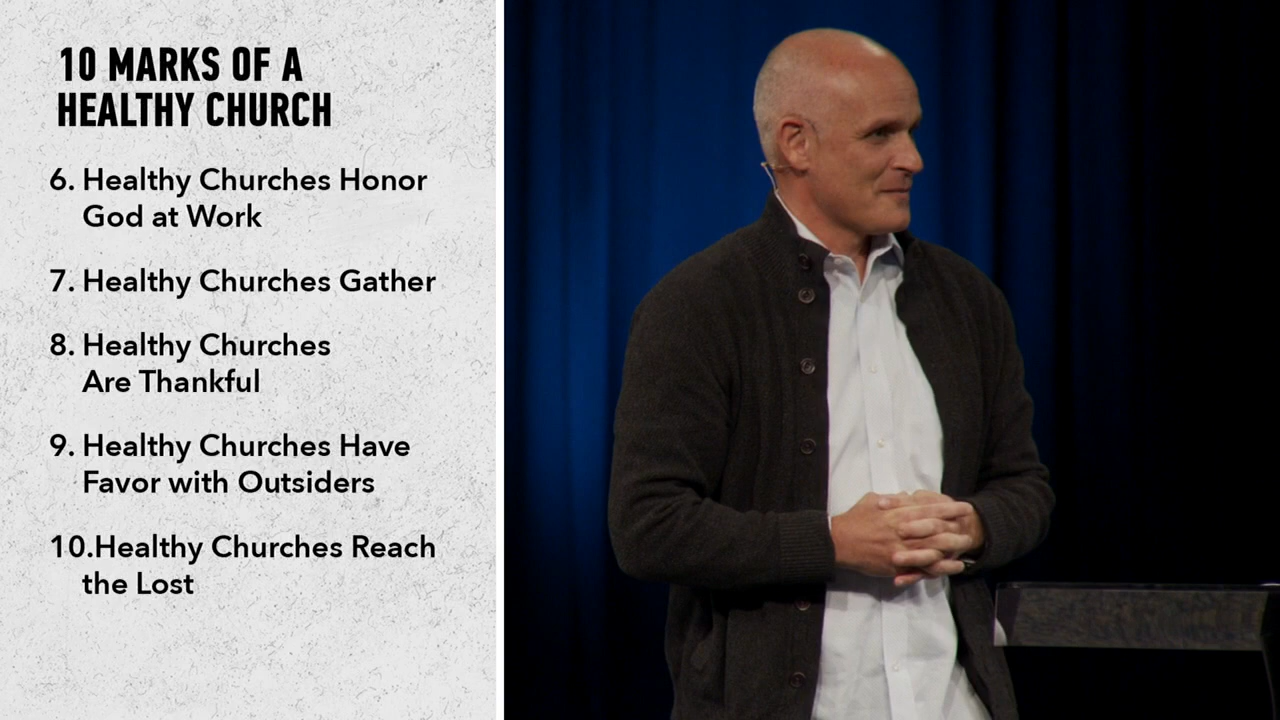 10 MARKS OF A
HEALTHY CHURCH
6. Healthy Churches Honor
God at Work
7. Healthy Churches Gather
8. Healthy Churches
Are Thankful
9. Healthy Churches Have
Favor with Outsiders
10.Healthy Churches Reach
the Lost